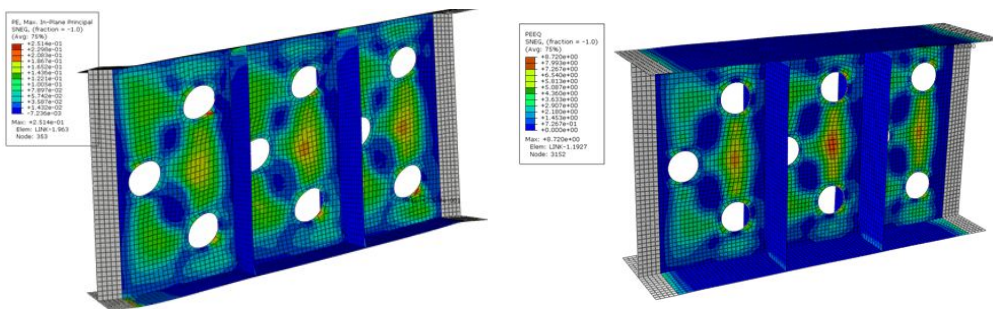 PE, Max. In-Plane Principal
SNEG, (fraction = -1.0)
(Avg: 75%)
+2.514e-01
+2.298e-01
+2.083e-01
+1.867e-01
+1.652e-01
+1.436e-01
+1.221e-01
+1.005e-01
+7.897e-02
+5.742e-02
+3.587e-02
+1.432e-02
-7.236e-03
Max: +2.514e-01
Elem: LINK-1.963
Node: 353
PEEQ
SNEG, (fraction = -1.0)
(Avg: 75%)
+8.720e+00
+7.993e+00
+7.267e+00
+6.540e+00
+5.813e+00
+5.087e+00
+4.360e+00
+3.633e+00
+2.907e+00
+2.180e+00
+1.453e+00
+7.267e-01
+0.000e+00
Max: +8.720e+00
Elem: LINK-1.1927
Node: 3152